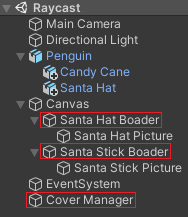 Raycast
Main Camera
Directional Light
Penguin
Candy Cane
Santa Hat
Canvas
Santa Hat Boader
Santa Hat Picture
Santa Stick Boader
Santa Stick Picture
EventSystem
Cover Manager